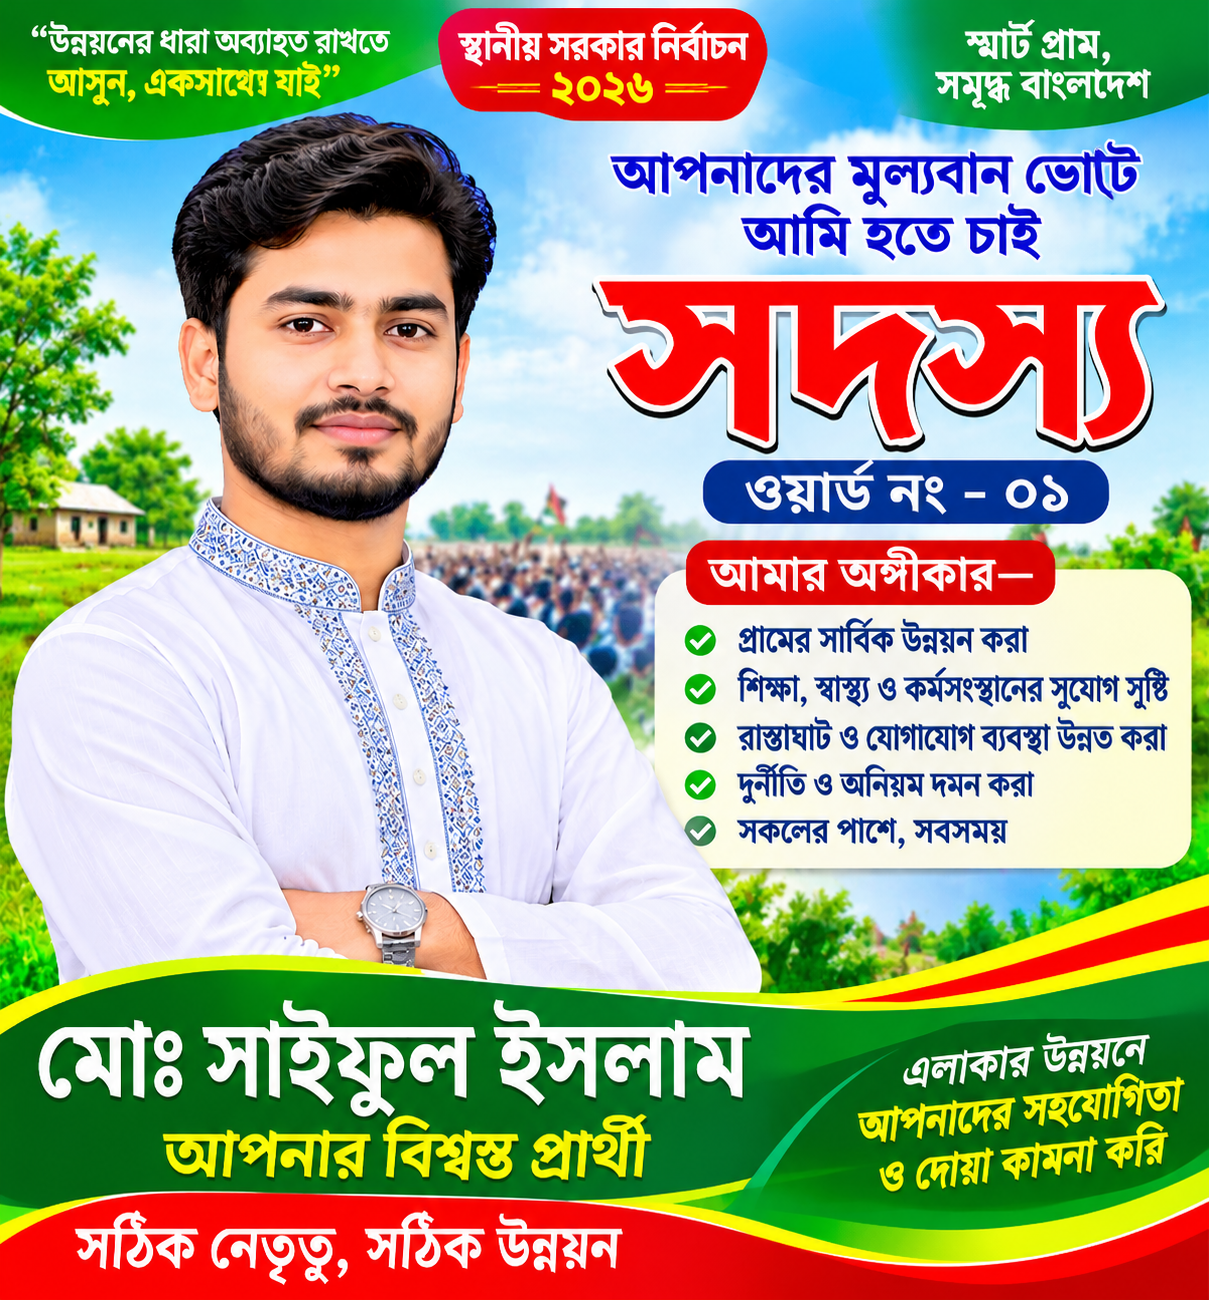 “উন্নয়নের ধারা অব্যাহত রাখতে
আসুন, একসাথে যাই”
স্থানীয় সরকার নির্বাচন
২০২৬
স্মার্ট প্রাম,
সমৃদ্ধ বাংলাদেশ
আপনাদের মুল্যবান ভোটে
আমি হতে চাই
সদস্য
ওয়ার্ড নং - ০১
আমার অঙ্গীকার—
প্রামের সার্বিক উন্নয়ন করা
শিক্ষা, স্বাস্থ্য ও কর্মসংস্থানের সুযোগ সৃষ্টি
রাস্তাঘাট ও যোগাযোগ ব্যবস্থা উন্নত করা
দুর্নীতি ও অনিয়ম দমন করা
সকলের পাশে, সবসময়
মোঃ সাইফুল ইসলাম
আপনার বিশ্বস্ত প্রার্থী
এলাকার উন্নয়নে
আপনাদের সহযোগিতা
ও দোয়া কামনা করি
সঠিক নেতৃতু, সঠিক উন্নয়ন